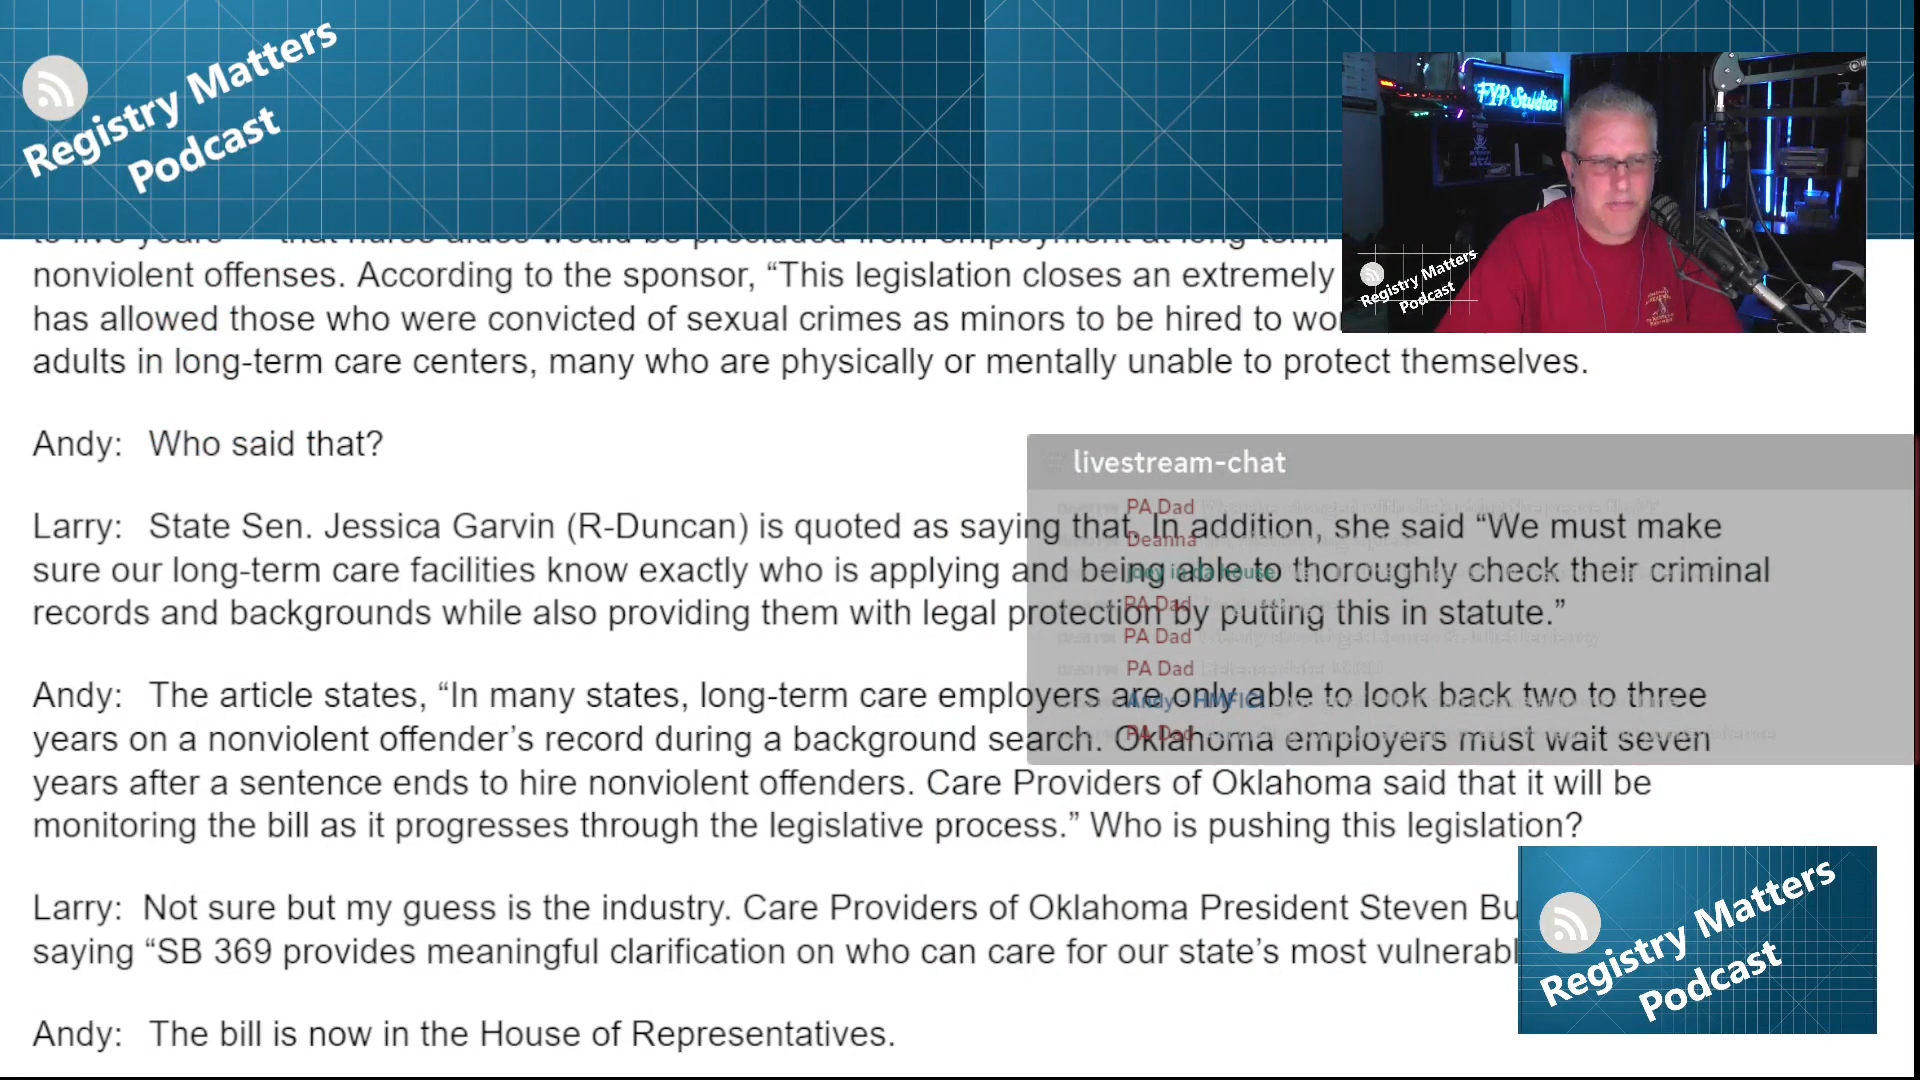 Registry Matters
Podcast
FYP Studios
Registry Matters
Podcast
nonviolent offenses. According to the sponsor, “This legislation closes an extremely
has allowed those who were convicted of sexual crimes as minors to be hired to
adults in long-term care centers, many who are physically or mentally unable to protect themselves.
Andy: Who said that?
livestream-chat
PA Dad
Larry: State Sen. Jessica Garvin (R-Duncan) is quoted as saying that. In addition, she said “We must make
Deanna
sure our long-term care facilities know exactly who is applying and being able to thoroughly check their criminal
PA Dad
records and backgrounds while also providing them with legal protection by putting this in statute.”
PA Dad
PA Dad
Andy: The article states, “In many states, long-term care employers are only able to look back two to three
PA Dad
years on a nonviolent offender’s record during a background search. Oklahoma employers must wait seven
years after a sentence ends to hire nonviolent offenders. Care Providers of Oklahoma said that it will be
monitoring the bill as it progresses through the legislative process.” Who is pushing this legislation?
Larry: Not sure but my guess is the industry. Care Providers of Oklahoma President Steven
saying “SB 369 provides meaningful clarification on who can care for our state’s most
Registry Matters
Podcast
Andy: The bill is now in the House of Representatives.